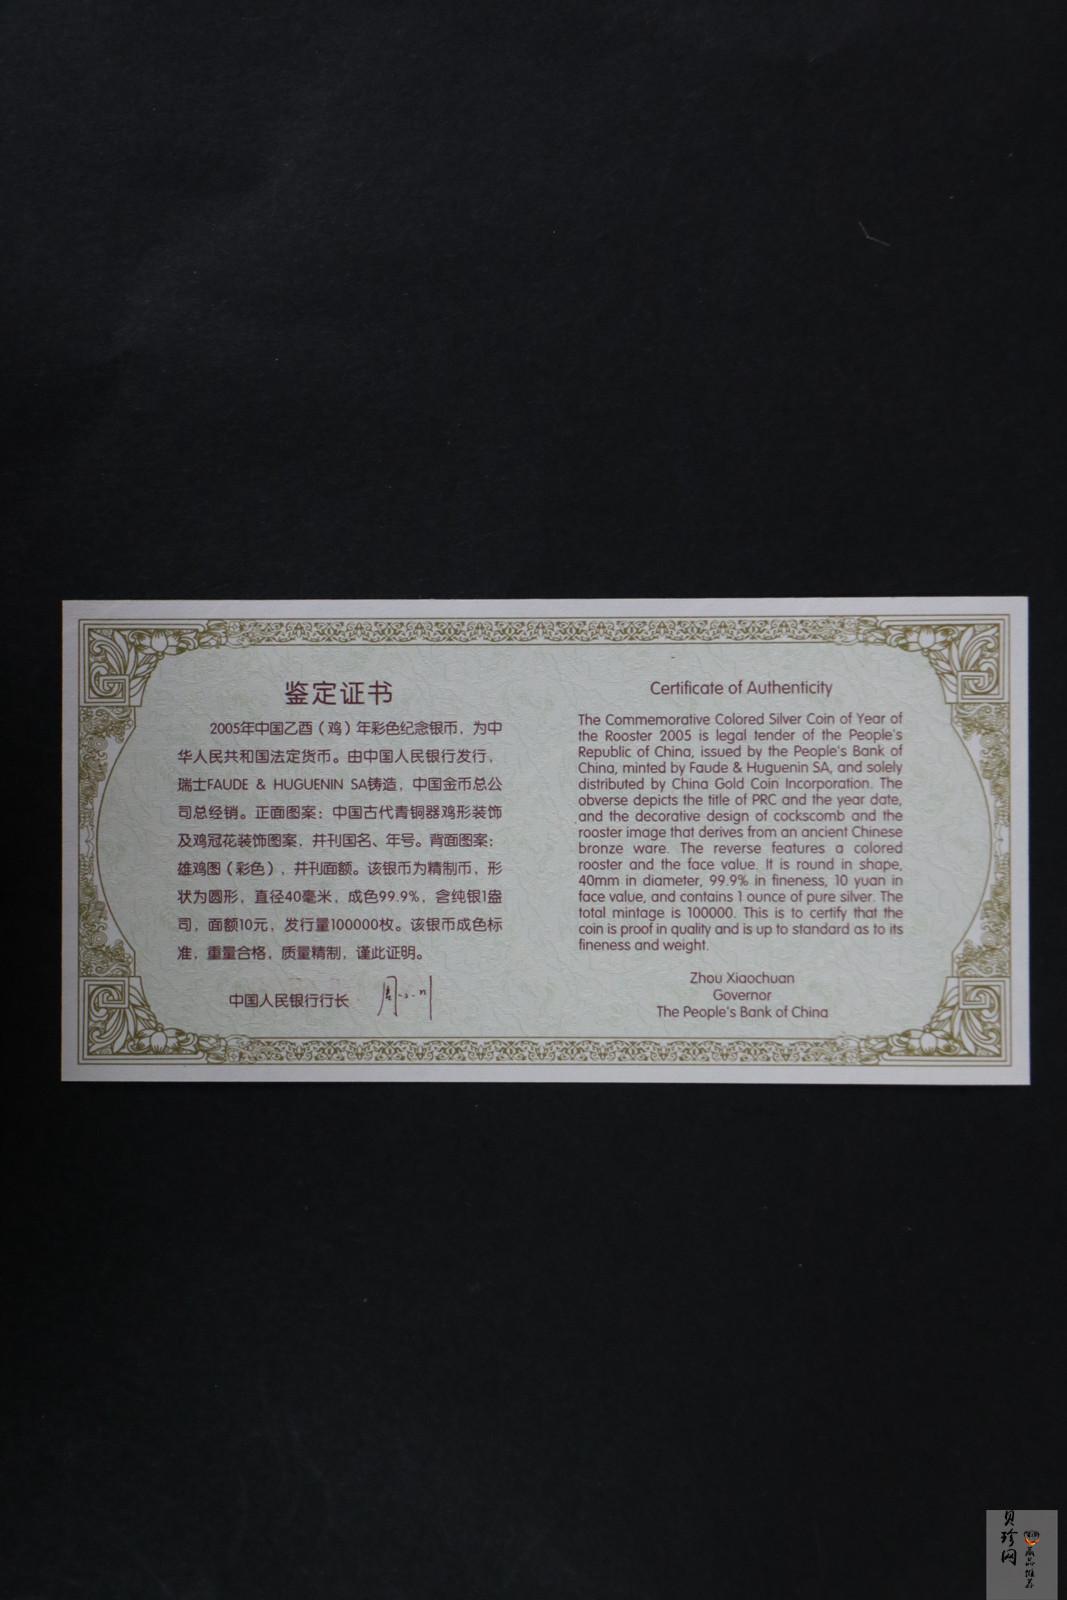 鉴定证书
2005年中国乙酉（鸡）年彩色纪念银币，为中
华人民共和国法定货币。由中国人民银行发行，
瑞士FAUDE & HUGUENIN SA铸造，中国金币总公
司总经销。正面图案：中国古代青铜器鸡形装饰
及鸡冠花装饰图案，并刊国名、年号。背面图案：
雄鸡图（彩色），并刊面额。该银币为精制币，形
状为圆形，直径40毫米，成色99.9%，含纯银1盎
司，面额10元，发行量100000枚。该银币成色标
准，重量合格，质量精制，谨此证明。
中国人民银行行长
Certificate of Authenticity
The Commemorative Colored Silver Coin of Year of
the Rooster 2005 is legal tender of the People's
Republic of China, issued by the People's Bank of
China, minted by Faude & Huguenin SA, and solely
distributed by China Gold Coin Incorporation. The
obverse depicts the title of PRC and the year date,
and the decorative design of cockscomb and the
rooster image that derives from an ancient Chinese
bronze ware. The reverse features a colored
rooster and the face value. It is round in shape,
40mm in diameter, 99.9% in fineness, 10 yuan in
face value, and contains 1 ounce of pure silver. The
total mintage is 100000. This is to certify that the
coin is proof in quality and is up to standard as to its
fineness and weight.
Zhou Xiaochuan
Governor
The People's Bank of China
贝珍网
藏品推荐